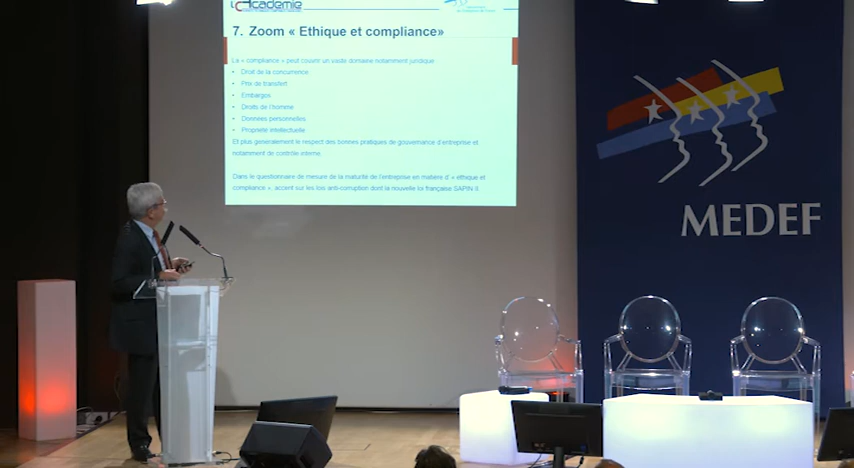 L'Académie
7. Zoom « Ethique et compliance»
La « compliance » peut couvrir un vaste domaine notamment juridique:
• Droit de la concurrence
• Prix de transfert
• Embargos
• Droits de l'homme
• Données personnelles
• Propriété intellectuelle
Et plus generalement le respect des bonnes pratiques de gouvernance d'entreprise et
notamment de contrôle interne.
Dans le questionnaire de mesure de la maturité de l'entreprise en matière d' « éthique et
compliance», accent sur les lois anti-corruption dont la nouvelle loi française SAPIN II.
MEDEF